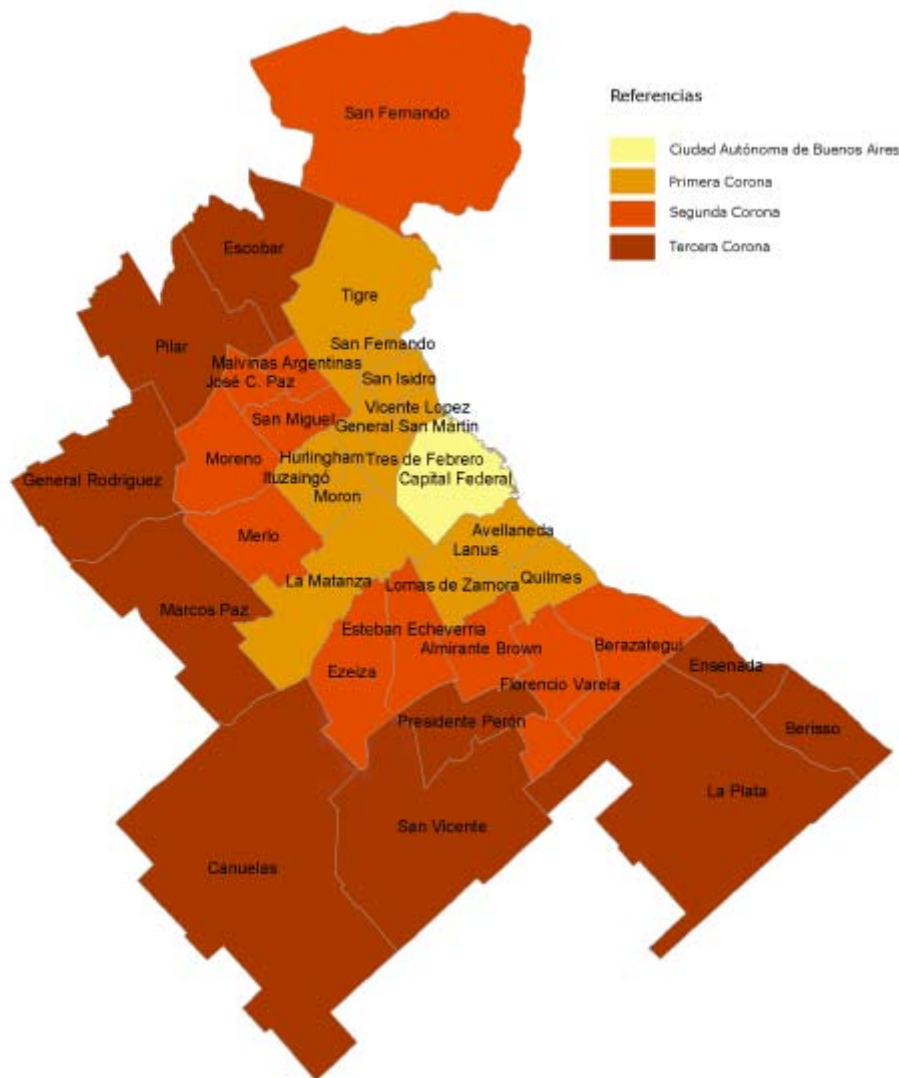 San Fernando
Referencias
Ciudad Autónoma de Buenos Aires
Primera Corona
Segunda Corona
Tercera Corona
Escobar
Tigre
San Fernando
Pilar
Malvinas Argentinas
José C. Paz
San Isidro
Vicente Lopez
San Miguel
General San Martin
Hurlingham
Tres de Febrero
Moreno
Ituzaingó
Capital Federal
General Rodriguez
Moron
Avellaneda
Merlo
Lanus
La Matanza
Lomas de Zamora
Quilmes
Marcos Paz
Esteban Echeverria
Almirante Brown
Berazategui
Ezeiza
Ensenada
Florencio Varela
Presidente Perón
Berisso
La Plata
San Vicente
Canuelas